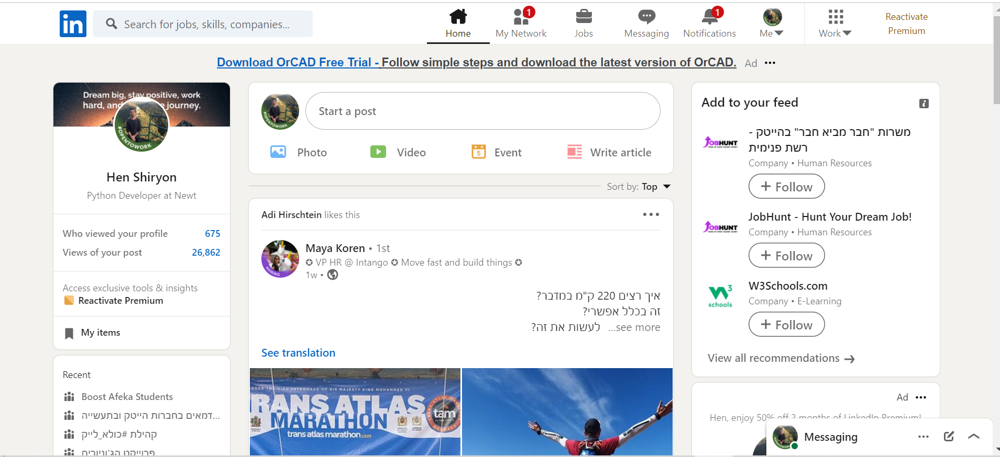 in
Search for jobs, skills, companies...
Home
1
My Network
Jobs
Messaging
1
Notifications
Me
Work
Reactivate
Premium
Download OrCAD Free Trial - Follow simple steps and download the latest version of OrCAD.
Ad
Dream big, stay positive, work
hard, and
journey.
#OPENTOWORK
Hen Shiryon
Python Developer at Newt
Who viewed your profile 675
Views of your post 26,862
Access exclusive tools & insights
Reactivate Premium
My items
Recent
Boost Afeka Students
דמאים בחברות הייטק ובתעשייה...
קהילת #כולא_לייק
פרוייקט הג'וניורים
#OPENTOWORK
Start a post
Photo
Video
5
Event
Write article
Sort by: Top
Adi Hirschtein likes this
#HIRING
Maya Koren • 1st
✪ VP HR @ Intango ✪ Move fast and build things ✪
1w •
איך רצים 220 ק"מ במדבר?
זה בכלל אפשרי?
לעשות את זה? ...see more
See translation
UNDER THE HIGH PATRONAGE OF HIS MAJESTY KING MOHAMMED VI
RANS ATLAS
MARATHON
trans atlas marathon.com
tam
Add to your feed
JOBHUNT
משרות "חבר מביא חבר" בהייטק -
רשת פנימית
Company • Human Resources
+ Follow
JOBHUNT
JobHunt - Hunt Your Dream Job!
Company • Human Resources
+ Follow
W3
schools
W3Schools.com
Company • E-Learning
+ Follow
View all recommendations →
Ad
Hen, enjoy 50% off 2 months of LinkedIn Premium!
Messaging